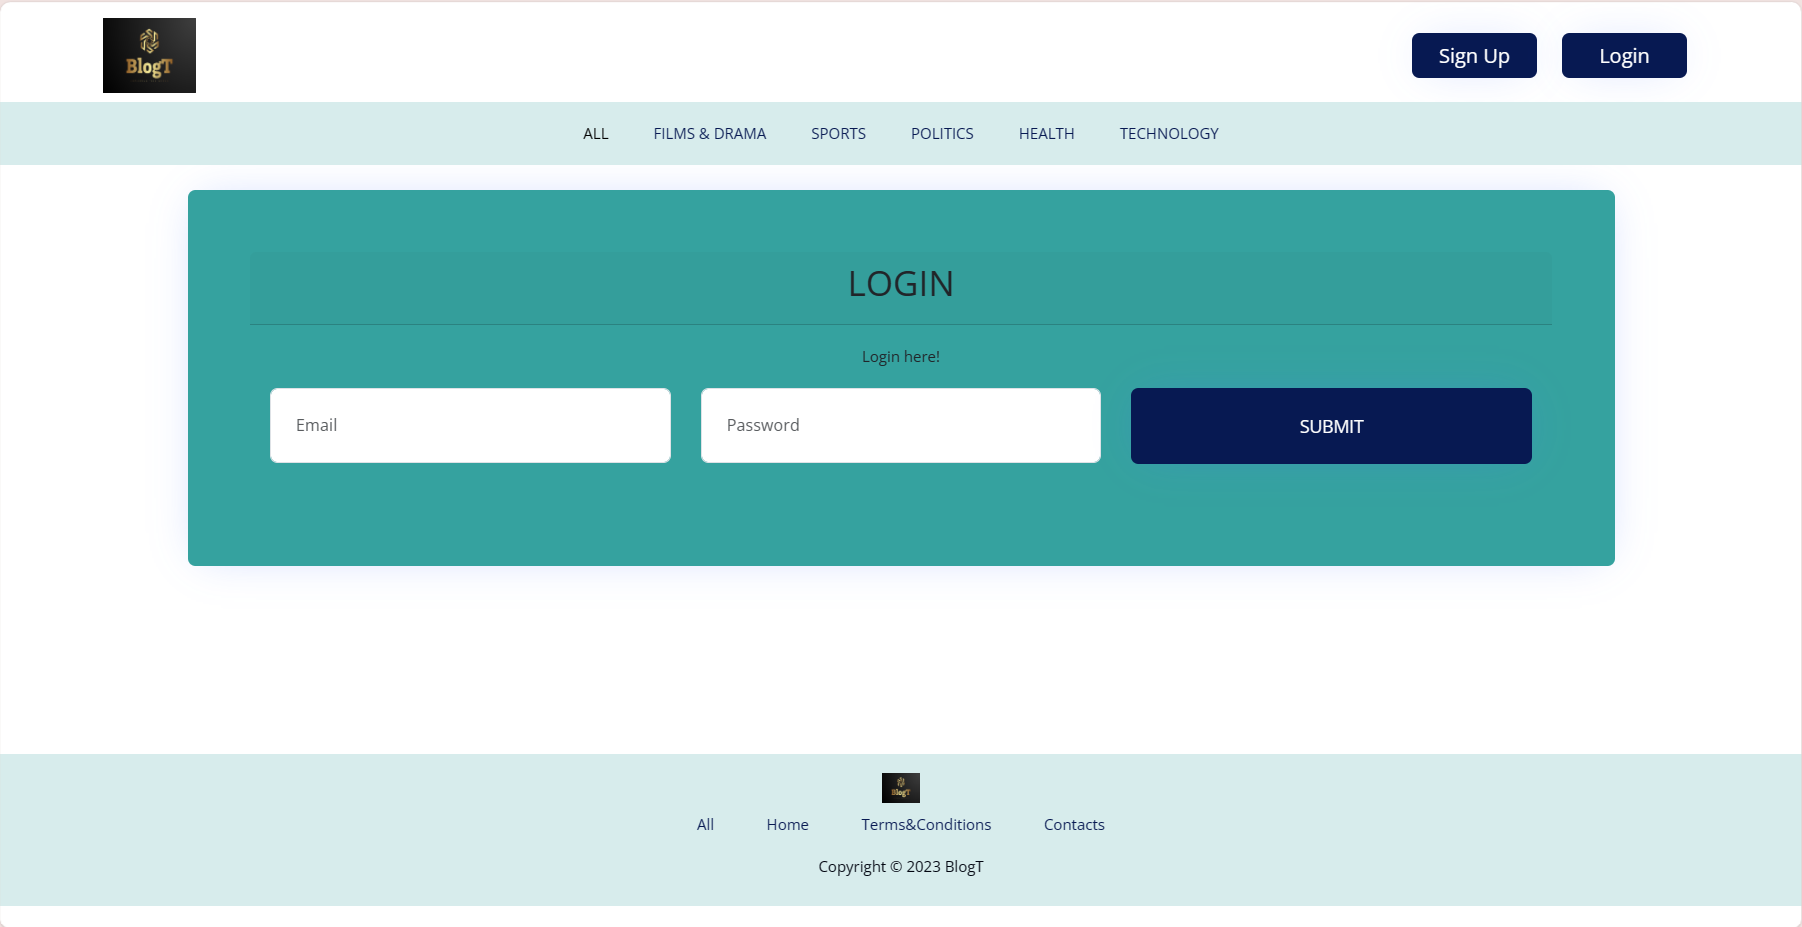 BlogT
Sign Up
Login
ALL
FILMS & DRAMA
SPORTS
POLITICS
HEALTH
TECHNOLOGY
LOGIN
Login here!
Email
Password
SUBMIT
BlogT
All
Home
Terms&Conditions
Contacts
Copyright © 2023 BlogT